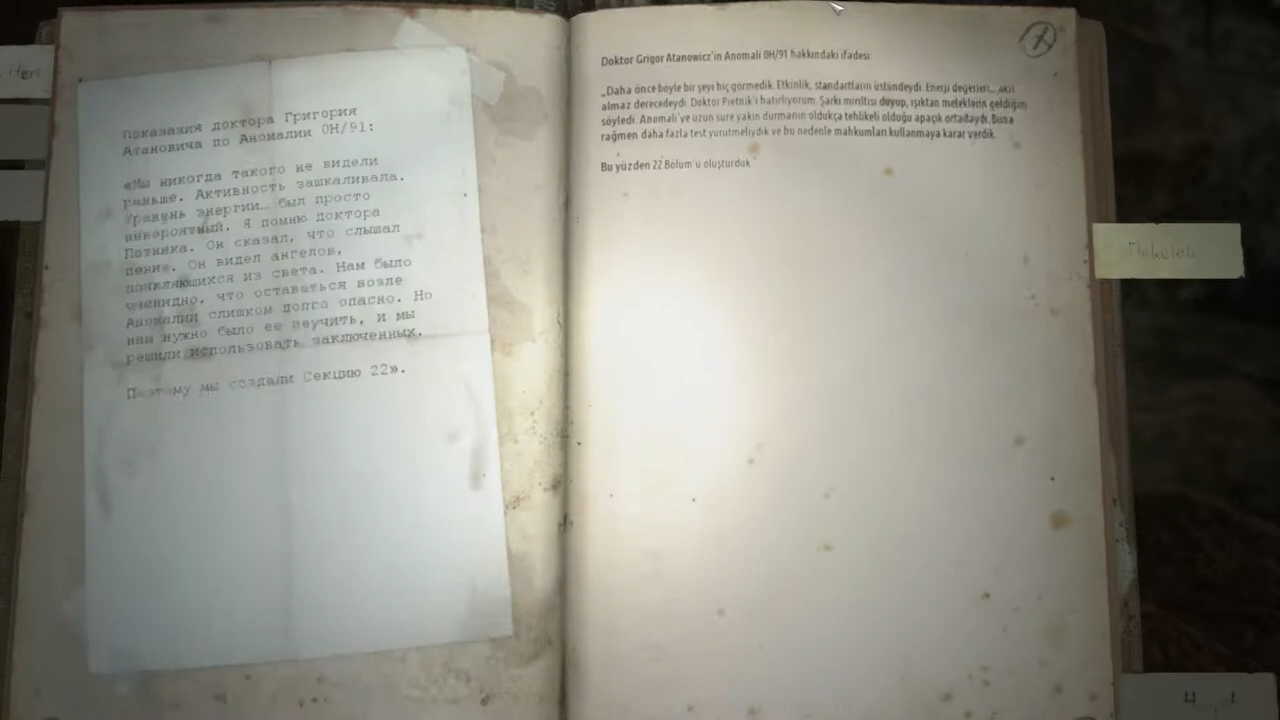 Показания доктора Григория
Атановича по Аномалии 0H/91:
«Мы никогда такого не видели
раньше. Активность зашкаливала.
Уравень энергии… был просто
невероятный. Я помню доктора
Потника. Он сказал, что слышал
пение. Он видел ангелов,
появляющихся из света. Нам было
очевидно, что оставаться возле
Аномалии слишком долго опасно. Но
нам нужно было ее изучить, и мы
решили использовать заключенных.
Поэтому мы создали Секцию 22».
Doktor Grigor Atanowicz'in Anomali 0H/91 hakkındaki ifadesi
„Daha önce böyle bir şeyi hiç görmedik. Etkinlik, standartların üstündeydi. Enerji değerleri... akıl
almaz derecedeydi. Doktor Pietnik'i hatırlıyorum. Şarkı mırıltısı duyup, ışıktan meleklerin geldiğini
söyledi. Anomali'ye uzun süre yakın durmanın oldukça tehlikeli olduğu apaçık ortadaydı. Buna
rağmen daha fazla test yürütmeliydik ve bu nedenle mahkumları kullanmaya karar verdik.
Bu yüzden 22 Bölüm'ü oluşturduk